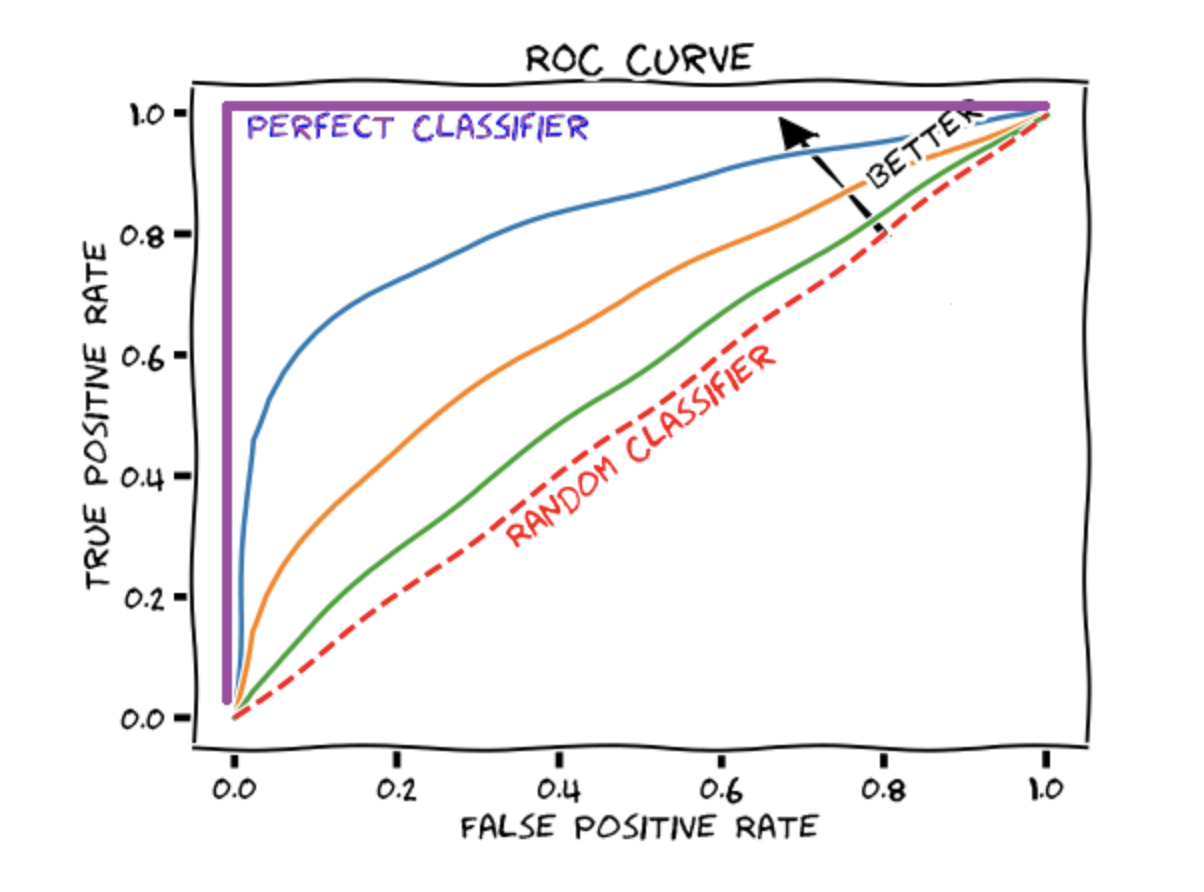 ROC CURVE
1.0
PERFECT CLASSIFIER
BETTER
0.8
0.6
0.4
0.2
0.0
TRUE POSITIVE RATE
RANDOM CLASSIFIER
0.0 0.2 0.4 0.6 0.8 1.0
FALSE POSITIVE RATE